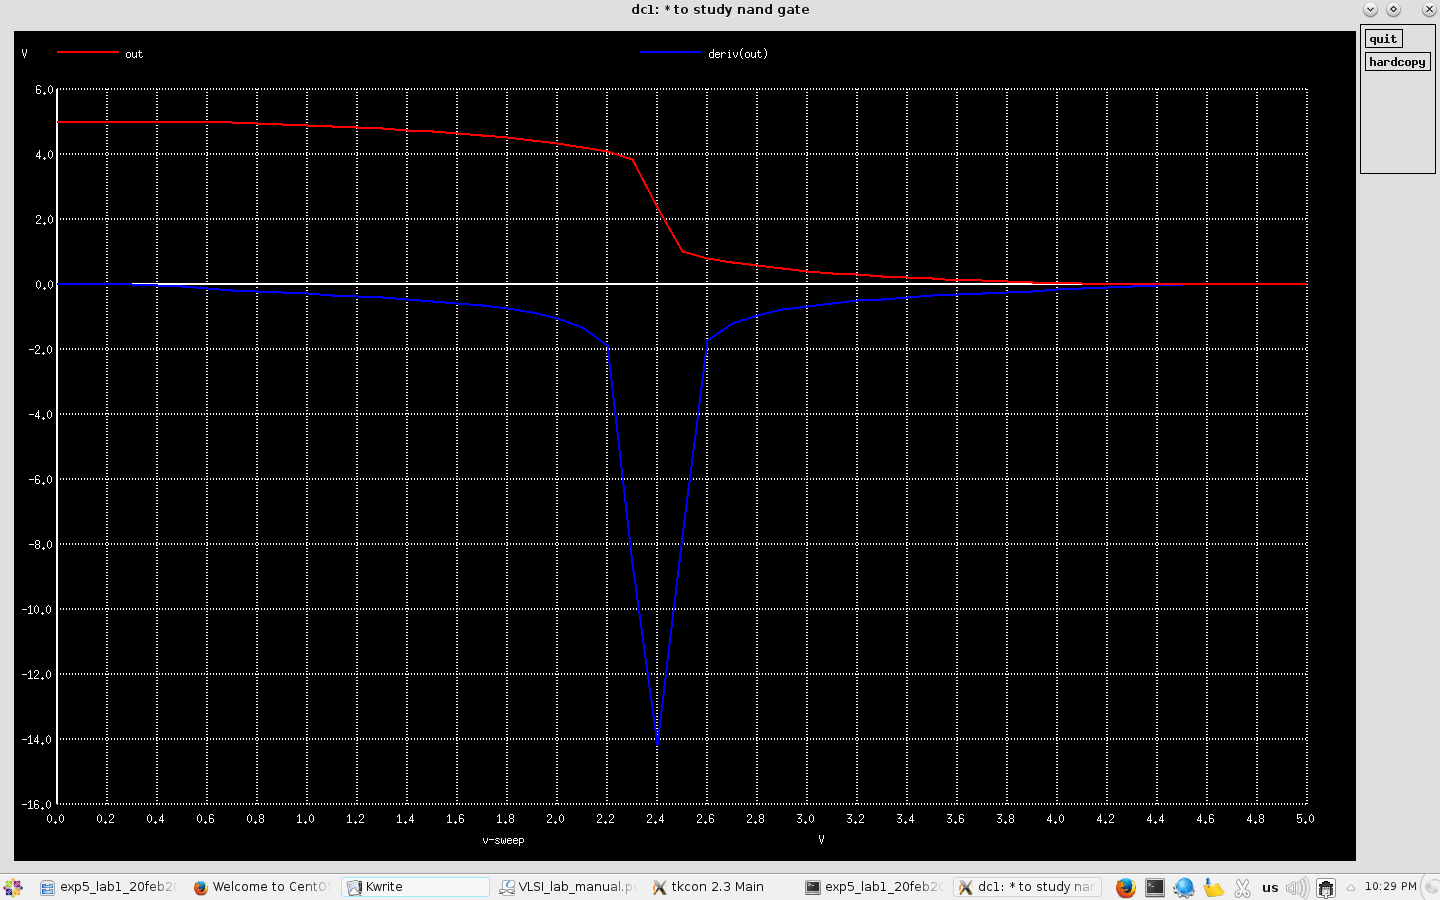 dc1: *to study nand gate
quit
hardcopy
V
out
deriv(out)
6.0
4.0
2.0
0.0
-2.0
-4.0
-6.0
-8.0
-10.0
-12.0
-14.0
-16.0
0.0 0.2 0.4 0.6 0.8 1.0 1.2 1.4 1.6 1.8 2.0 2.2 2.4 2.6 2.8 3.0 3.2 3.4 3.6 3.8 4.0 4.2 4.4 4.6 4.8 5.0
v-sweep V
exp5_lab1_20feb20 Welcome to CentOS Kwrite VLSI_lab_manual.p tkcon 2.3 Main exp5_lab1_20feb20 dc1: *to study nan us 10:29 PM